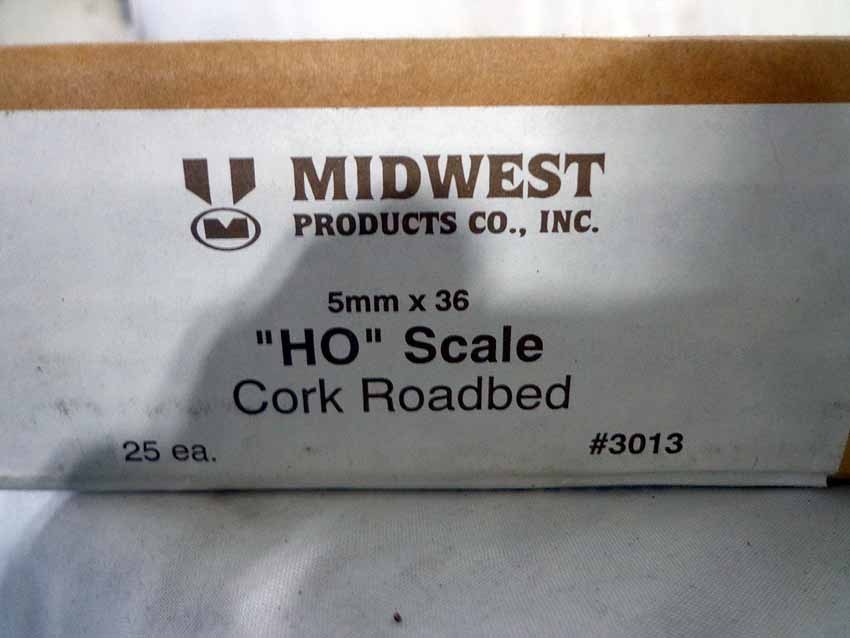 MIDWEST
PRODUCTS CO., INC.
5mm x 36
"HO" Scale
Cork Roadbed
25 ea. #3013